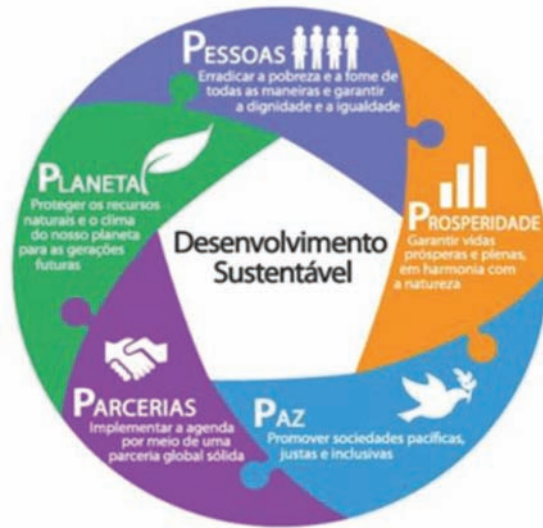 PESSOAS
Erradicar a pobreza e a fome de
todas as maneiras e garantir
a dignidade e a igualdade
PROSPERIDADE
Garantir vidas
prósperas e plenas,
em harmonia com
a natureza
PAZ
Promover sociedades pacíficas,
justas e inclusivas
PARCERIAS
Implementar a agenda
por meio de uma
parceria global sólida
PLANETA
Proteger os recursos
naturais e o clima
do nosso planeta
para as gerações
futuras
Desenvolvimento
Sustentável